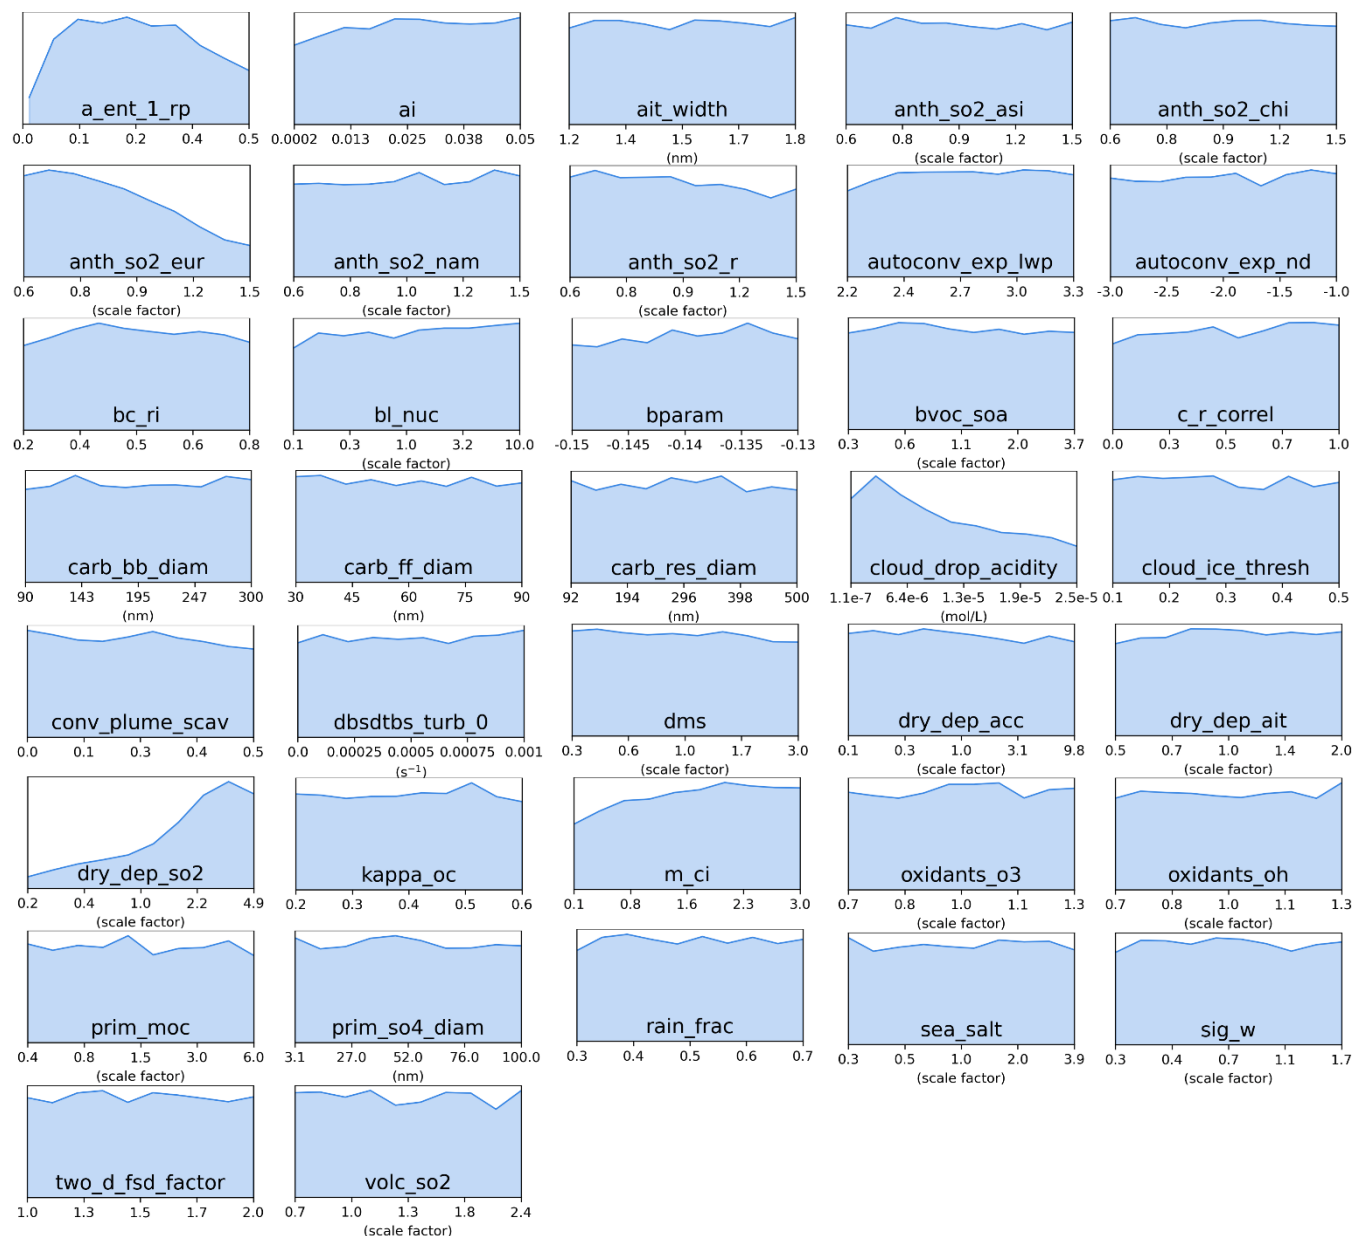 a_ent_1_rp
0.0 0.1 0.2 0.4 0.5
ai
0.0002 0.013 0.025 0.038 0.05
ait_width
1.2 1.4 1.5 1.7 1.8
(nm)
anth_so2_asi
0.6 0.8 0.9 1.2 1.5
(scale factor)
anth_so2_chi
0.6 0.8 0.9 1.2 1.5
(scale factor)
anth_so2_eur
0.6 0.8 0.9 1.2 1.5
(scale factor)
anth_so2_nam
0.6 0.8 1.0 1.2 1.5
(scale factor)
anth_so2_r
0.6 0.8 0.9 1.2 1.5
(scale factor)
autoconv_exp_lwp
2.2 2.4 2.7 3.0 3.3
autoconv_exp_nd
-3.0 -2.5 -2.0 -1.5 -1.0
bc_ri
0.2 0.4 0.5 0.6 0.8
bl_nuc
0.1 0.3 1.0 3.2 10.0
(scale factor)
bparam
-0.15 -0.145 -0.14 -0.135 -0.13
bvoc_soa
0.3 0.6 1.1 2.0 3.7
(scale factor)
c_r_correl
0.0 0.3 0.5 0.7 1.0
carb_bb_diam
90 143 195 247 300
(nm)
carb_ff_diam
30 45 60 75 90
(nm)
carb_res_diam
92 194 296 398 500
(nm)
cloud_drop_acidity
1.1e-7 6.4e-6 1.3e-5 1.9e-5 2.5e-5
(mol/L)
cloud_ice_thresh
0.1 0.2 0.3 0.4 0.5
conv_plume_scav
0.0 0.1 0.3 0.4 0.5
dbsdtbs_turb_0
0.0 0.00025 0.0005 0.00075 0.001
(s⁻¹)
dms
0.3 0.6 1.0 1.7 3.0
(scale factor)
dry_dep_acc
0.1 0.3 1.0 3.1 9.8
(scale factor)
dry_dep_ait
0.5 0.7 1.0 1.4 2.0
(scale factor)
dry_dep_so2
0.2 0.4 1.0 2.2 4.9
(scale factor)
kappa_oc
0.2 0.3 0.4 0.5 0.6
m_ci
0.1 0.8 1.6 2.3 3.0
oxidants_o3
0.7 0.8 1.0 1.1 1.3
(scale factor)
oxidants_oh
0.7 0.8 1.0 1.1 1.3
(scale factor)
prim_moc
0.4 0.8 1.5 3.0 6.0
(scale factor)
prim_so4_diam
3.1 27.0 52.0 76.0 100.0
(nm)
rain_frac
0.3 0.4 0.5 0.6 0.7
sea_salt
0.3 0.5 1.0 2.0 3.9
(scale factor)
sig_w
0.3 0.4 0.7 1.1 1.7
(scale factor)
two_d_fsd_factor
1.0 1.3 1.5 1.7 2.0
volc_so2
0.7 1.0 1.3 1.8 2.4
(scale factor)